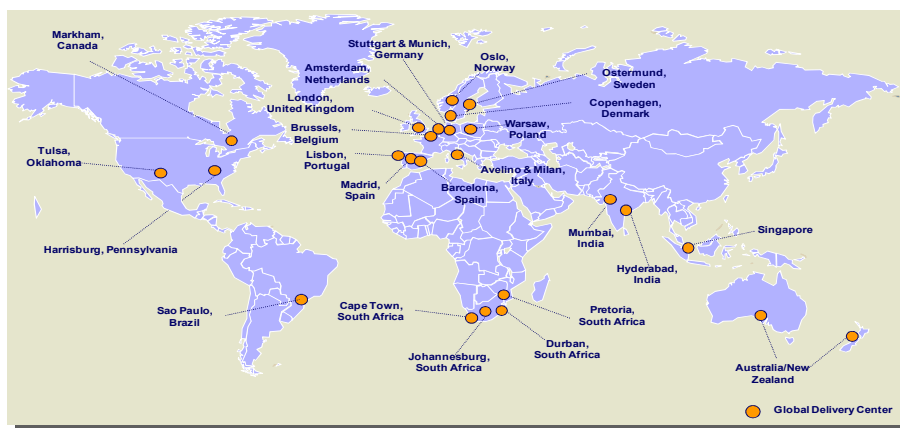 Markham,
Canada
Stuttgart & Munich,
Germany
Oslo,
Norway
Amsterdam,
Netherlands
Ostermund,
Sweden
London,
United Kingdom
Copenhagen,
Denmark
Brussels,
Belgium
Warsaw,
Poland
Tulsa,
Oklahoma
Lisbon,
Portugal
Avelino & Milan,
Italy
Madrid,
Spain
Barcelona,
Spain
Harrisburg, Pennsylvania
Mumbai,
India
Singapore
Hyderabad,
India
Sao Paulo,
Brazil
Cape Town,
South Africa
Pretoria,
South Africa
Johannesburg,
South Africa
Durban,
South Africa
Australia/New
Zealand
Global Delivery Center